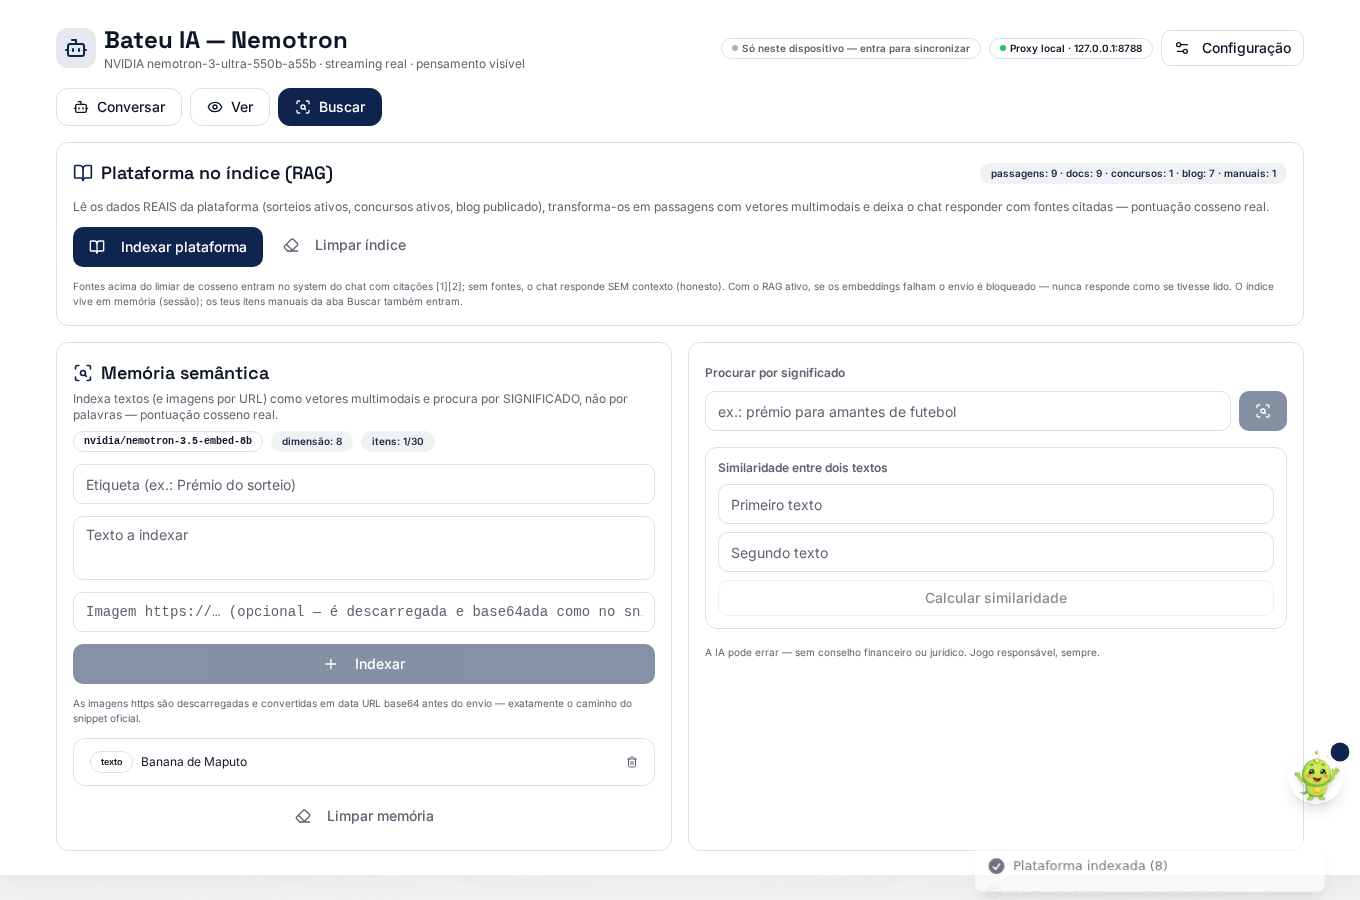 Bateu IA — Nemotron
NVIDIA nemotron-3-ultra-550b-a55b · streaming real · pensamento visível
Só neste dispositivo — entra para sincronizar
Proxy local · 127.0.0.1:8788
Configuração
Conversar
Ver
Buscar
Plataforma no índice (RAG)
passagens: 9 · docs: 9 · concursos: 1 · blog: 7 · manuais: 1
Lê os dados REAIS da plataforma (sorteios ativos, concursos ativos, blog publicado), transforma-os em passagens com vetores multimodais e deixa o chat responder com fontes citadas — pontuação cosseno real.
Indexar plataforma
Limpar índice
Fontes acima do limiar de cosseno entram no system do chat com citações [1][2]; sem fontes, o chat responde SEM contexto (honesto). Com o RAG ativo, se os embeddings falham o envio é bloqueado — nunca responde como se tivesse lido. O índice
vive em memória (sessão); os teus itens manuais da aba Buscar também entram.
Memória semântica
Indexa textos (e imagens por URL) como vetores multimodais e procura por SIGNIFICADO, não por
palavras — pontuação cosseno real.
nvidia/nemotron-3.5-embed-8b
dimensão: 8
itens: 1/30
Etiqueta (ex.: Prémio do sorteio)
Texto a indexar
Imagem https://… (opcional — é descarregada e base64ada como no sn
Indexar
As imagens https são descarregadas e convertidas em data URL base64 antes do envio — exatamente o caminho do
snippet oficial.
texto
Banana de Maputo
Limpar memória
Procurar por significado
ex.: prémio para amantes de futebol
Similaridade entre dois textos
Primeiro texto
Segundo texto
Calcular similaridade
A IA pode errar — sem conselho financeiro ou jurídico. Jogo responsável, sempre.
Plataforma indexada (8)